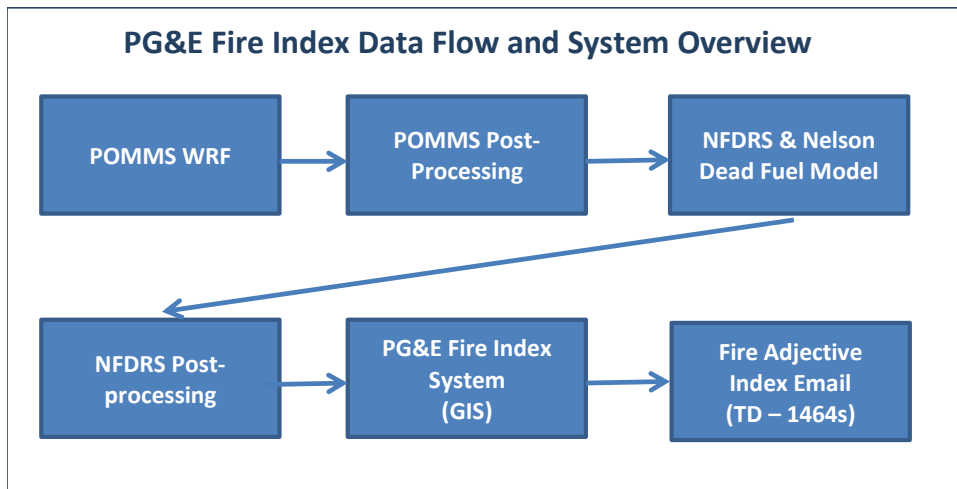 PG&E Fire Index Data Flow and System Overview
POMMS WRF
POMMS Post-
Processing
NFDRS & Nelson
Dead Fuel Model
NFDRS Post-
processing
PG&E Fire Index
System
(GIS)
Fire Adjective
Index Email
(TD – 1464s)